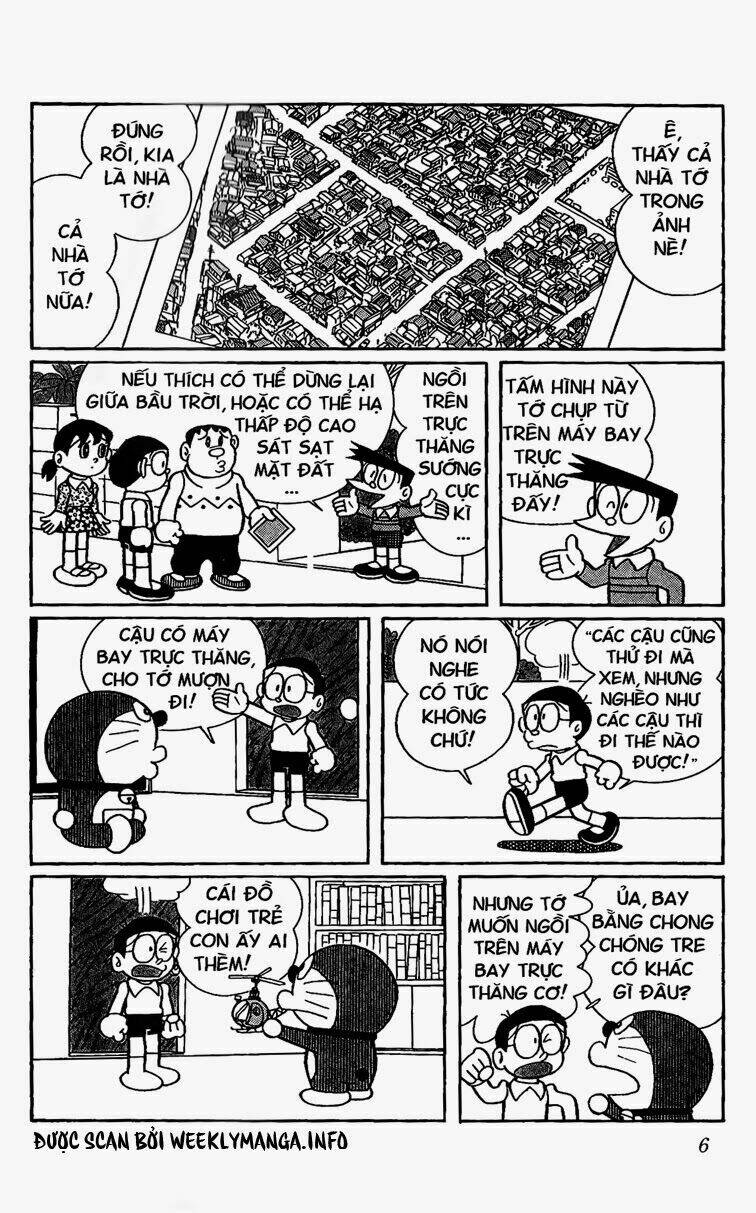 Ê,
THẤY CẢ
NHÀ TỚ
TRONG
ẢNH
NÈ!
ĐÚNG
RỒI, KIA
LÀ NHÀ
TỚ!
CẢ
NHÀ
TỚ
NỮA!
TẤM HÌNH NÀY
TỚ CHỤP TỪ
TRÊN MÁY BAY
TRỰC
THĂNG
ĐẤY!
NGỒI
TRÊN
TRỰC
THĂNG
SƯỚNG
CỰC
KÌ
...
NẾU THÍCH CÓ THỂ DỪNG LẠI
GIỮA BẦU TRỜI, HOẶC CÓ THỂ HẠ
THẤP ĐỘ CAO
SÁT SẠT
MẶT ĐẤT
...
"CÁC CẬU CŨNG
THỬ ĐI MÀ
XEM, NHƯNG
NGHÈO NHƯ
CÁC CẬU THÌ
ĐI THẾ NÀO
ĐƯỢC!"
NÓ NÓI
NGHE
CÓ TỨC
KHÔNG
CHỨ!
CẬU CÓ MÁY
BAY TRỰC THĂNG,
CHO TỚ MƯỢN
ĐI!
ỦA, BAY
BẰNG CHONG
CHÓNG TRE
CÓ KHÁC
GÌ ĐÂU?
NHƯNG TỚ
MUỐN NGỒI
TRÊN MÁY
BAY TRỰC
THĂNG CƠ!
CÁI ĐỒ
CHƠI TRẺ
CON ẤY AI
THÈM!
ĐƯỢC SCAN BỞI WEEKLYMANGA.INFO
6